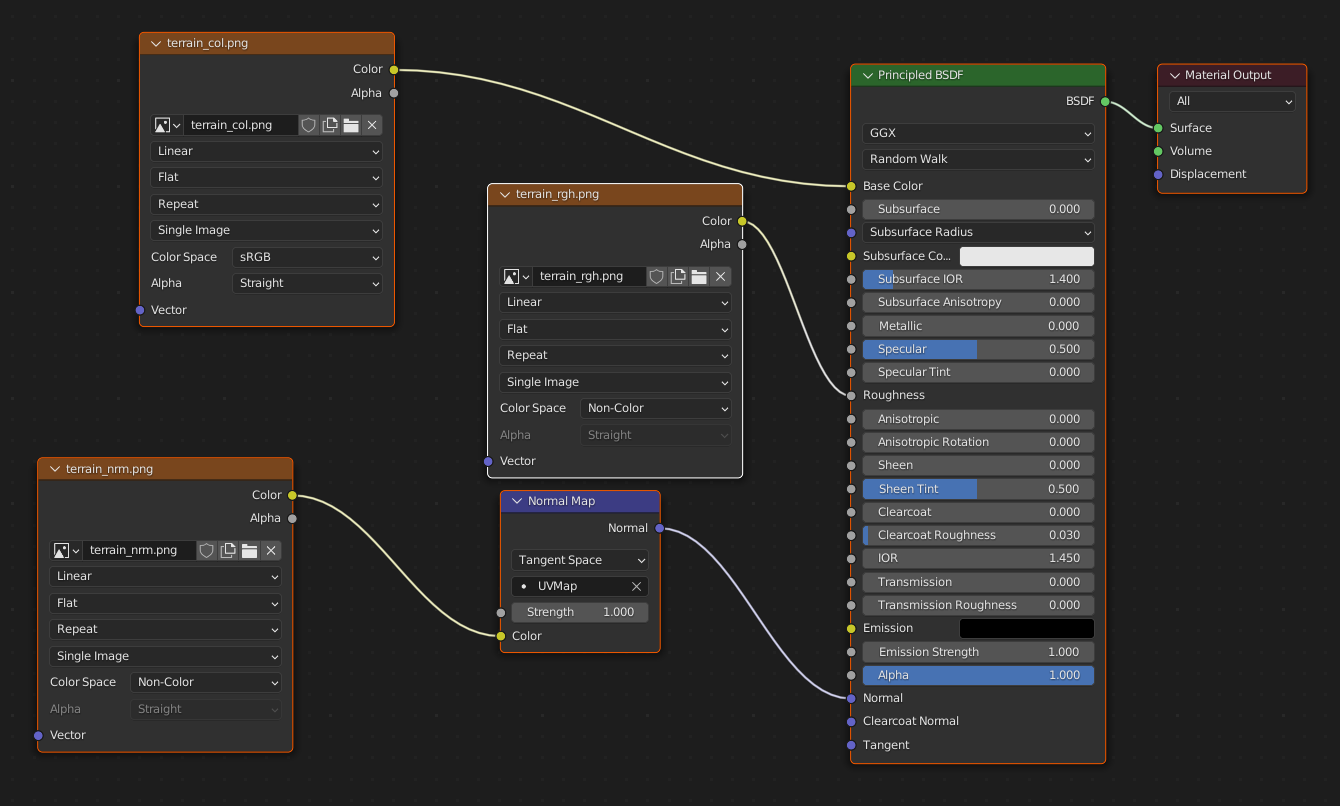 terrain_col.png
Color
Alpha
terrain_col.png
Linear
Flat
Repeat
Single Image
Color Space sRGB
Alpha Straight
Vector
terrain_rgh.png
Color
Alpha
terrain_rgh.png
Linear
Flat
Repeat
Single Image
Color Space Non-Color
Alpha Straight
Vector
terrain_nrm.png
Color
Alpha
terrain_nrm.png
Linear
Flat
Repeat
Single Image
Color Space Non-Color
Alpha Straight
Vector
Normal Map
Normal
Tangent Space
UVMap
Strength 1.000
Color
Principled BSDF
BSDF
GGX
Random Walk
Base Color
Subsurface 0.000
Subsurface Radius
Subsurface Co...
Subsurface IOR 1.400
Subsurface Anisotropy 0.000
Metallic 0.000
Specular 0.500
Specular Tint 0.000
Roughness
Anisotropic 0.000
Anisotropic Rotation 0.000
Sheen 0.000
Sheen Tint 0.500
Clearcoat 0.000
Clearcoat Roughness 0.030
IOR 1.450
Transmission 0.000
Transmission Roughness 0.000
Emission
Emission Strength 1.000
Alpha 1.000
Normal
Clearcoat Normal
Tangent
Material Output
All
Surface
Volume
Displacement